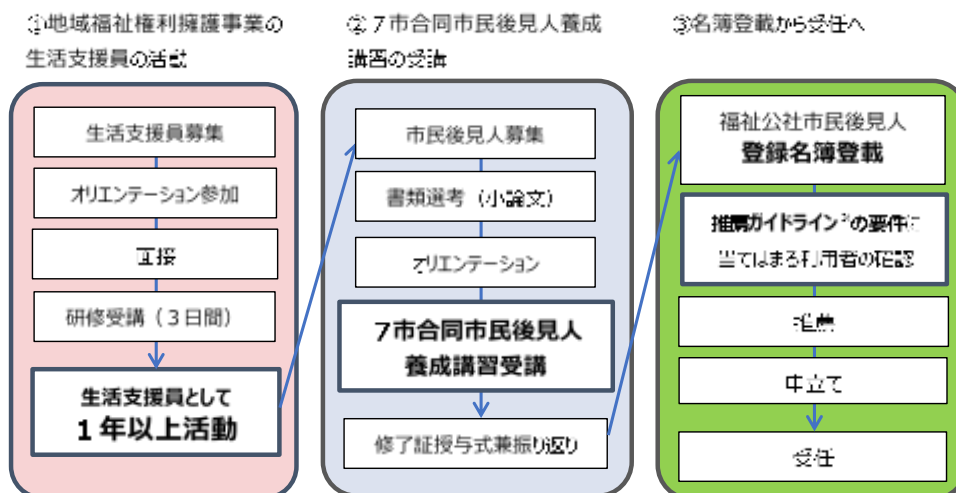 ①地域福祉権利擁護事業の
生活支援員の活動
生活支援員募集
オリエンテーション参加
面接
研修受講（３日間）
生活支援員として
１年以上活動
②７市合同市民後見人養成
講習の受講
市民後見人募集
書類選考（小論文）
オリエンテーション
７市合同市民後見人
養成講習受講
修了証授与式兼振り返り
③名簿登載から受任へ
福祉公社市民後見人
登録名簿登載
推薦ガイドライン²⁾の要件に
当てはまる利用者の確認
推薦
申立て
受任